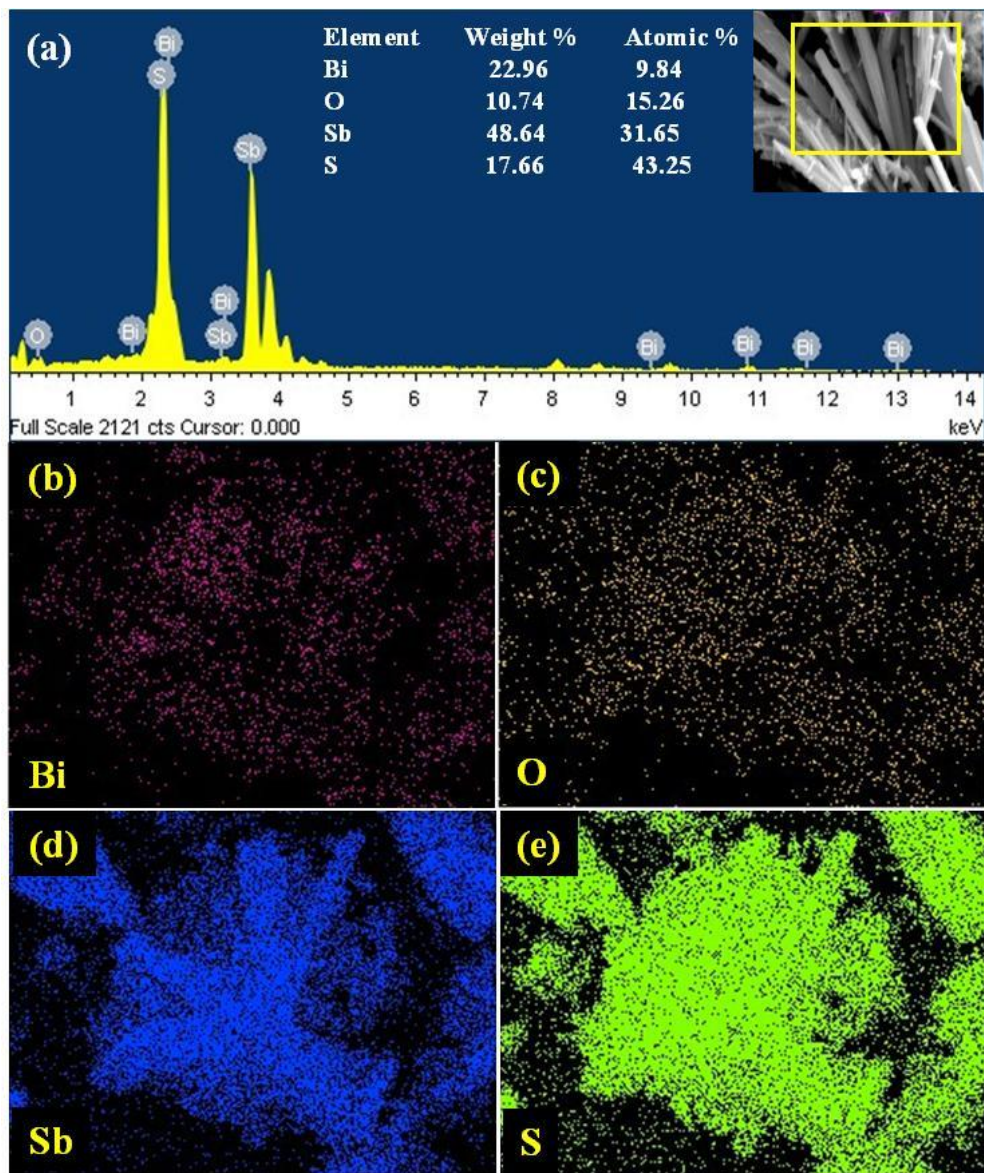 (a)
Element Weight % Atomic %
Bi 22.96 9.84
O 10.74 15.26
Sb 48.64 31.65
S 17.66 43.25
Bi
S
Sb
Bi
O
Bi
Sb
Bi
Bi
Bi
Bi
1 2 3 4 5 6 7 8 9 10 11 12 13 14
Full Scale 2121 cts Cursor: 0.000 keV
(b)
Bi
(c)
O
(d)
Sb
(e)
S